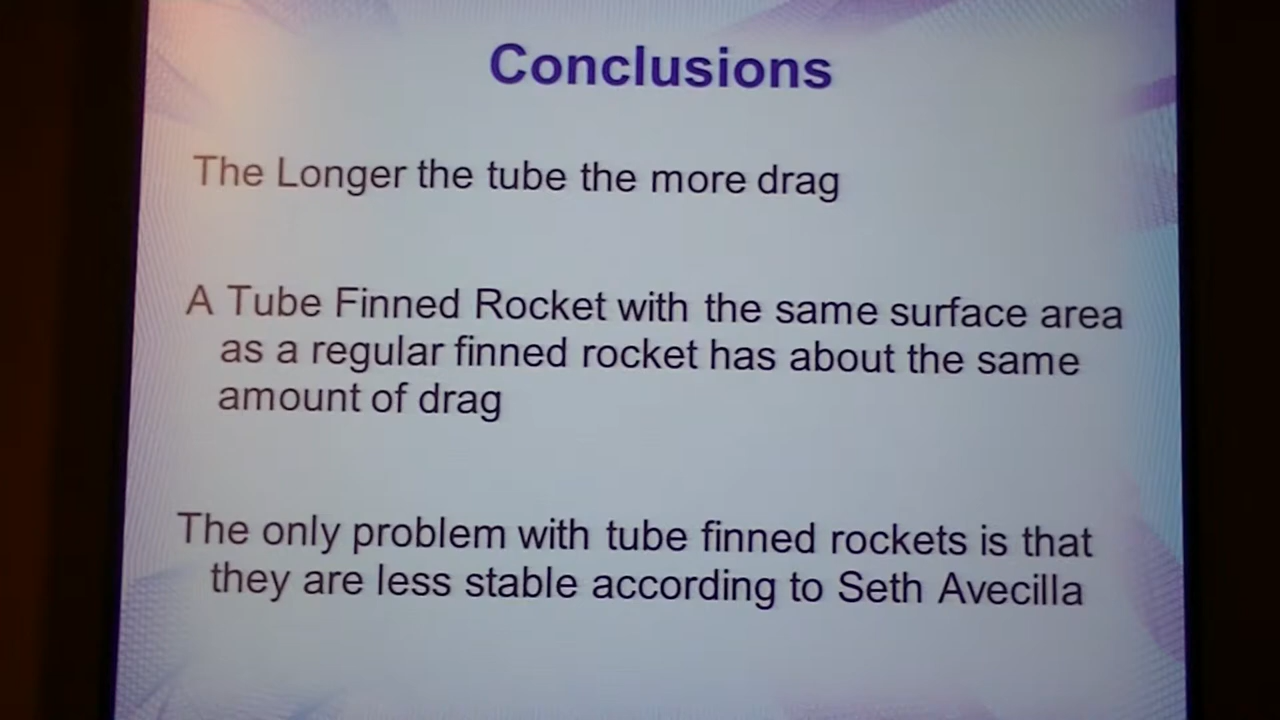 Conclusions
The Longer the tube the more drag
A Tube Finned Rocket with the same surface area
as a regular finned rocket has about the same
amount of drag
The only problem with tube finned rockets is that
they are less stable according to Seth Avecilla